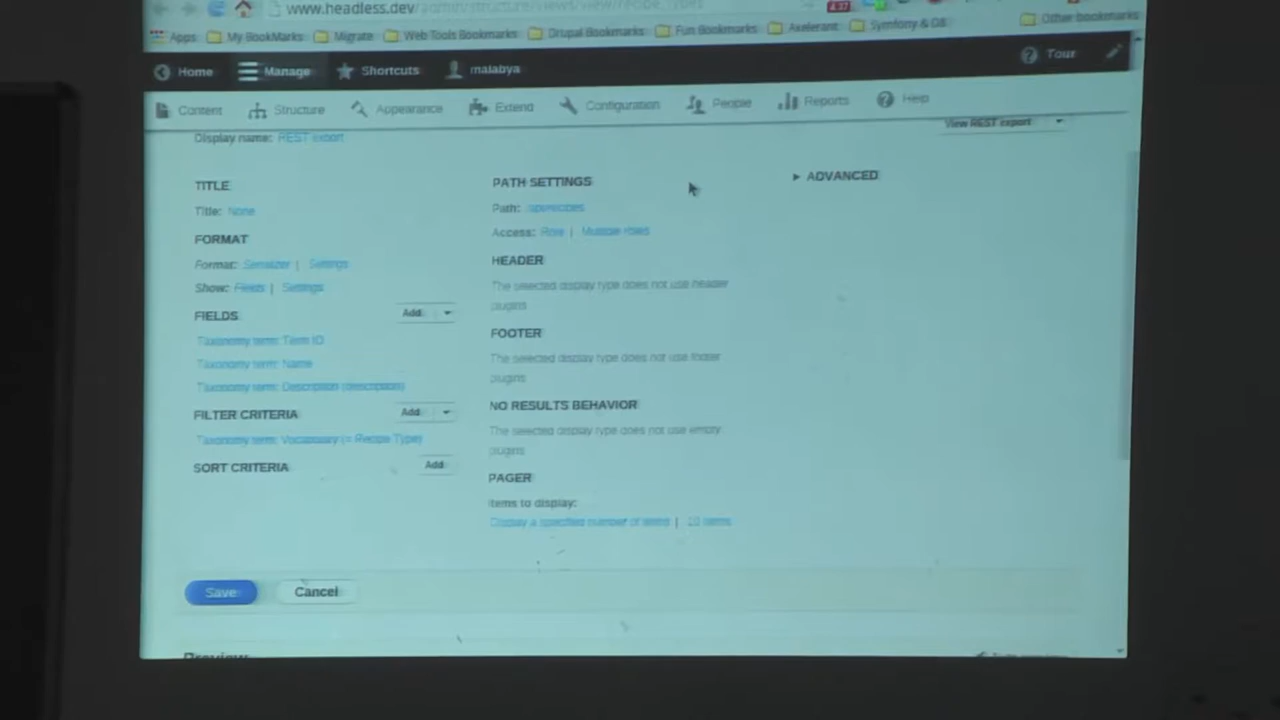 www.headless.dev/admin/structure/views/view/recipe_types
Apps My BookMarks Migrate Web Tools Bookmarks Drupal Bookmarks Fun Bookmarks Axelerant Symfony & D8 Other bookmarks
Home Manage Shortcuts malabya Tour
Content Structure Appearance Extend Configuration People Reports Help
Display name: REST export
View REST export
TITLE
Title: None
FORMAT
Format: Serializer | Settings
Show: Fields | Settings
FIELDS Add
Taxonomy term: Term ID
Taxonomy term: Name
Taxonomy term: Description (description)
FILTER CRITERIA Add
Taxonomy term: Vocabulary (= Recipe Type)
SORT CRITERIA Add
PATH SETTINGS
Path:
Access: Role | Multiple roles
HEADER
The selected display type does not use header
plugins
FOOTER
The selected display type does not use footer
plugins
NO RESULTS BEHAVIOR
The selected display type does not use empty
plugins
PAGER
Items to display:
Display a specified number of items | 10 items
ADVANCED
Save Cancel
Preview